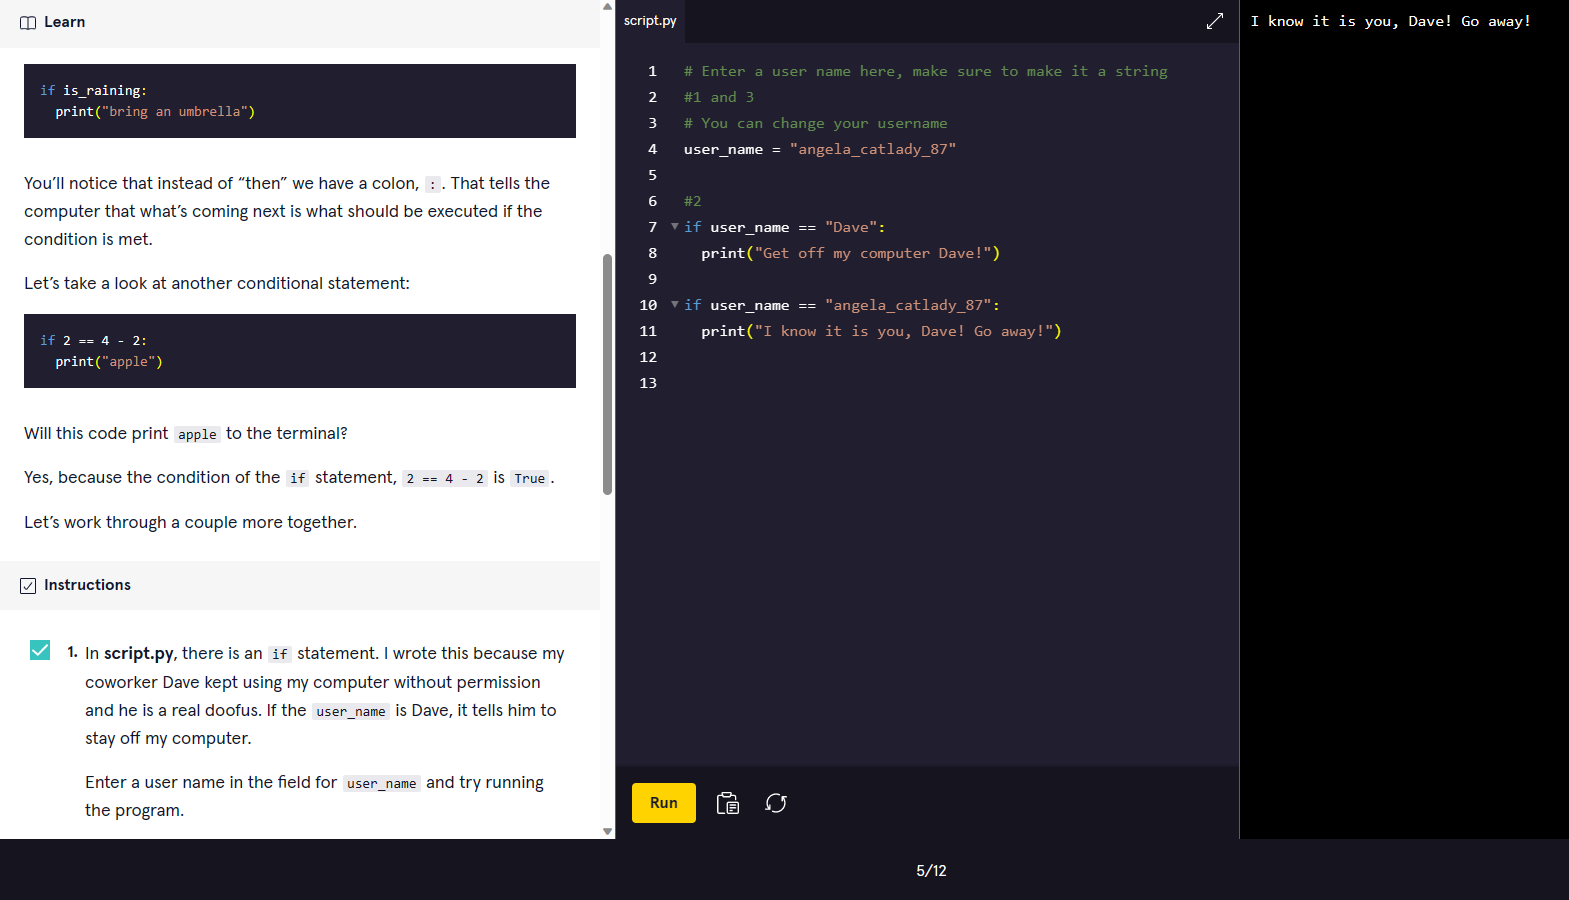 Learn
if is_raining:
print("bring an umbrella")
You’ll notice that instead of “then” we have a colon, : . That tells the
computer that what’s coming next is what should be executed if the
condition is met.
Let’s take a look at another conditional statement:
if 2 == 4 - 2:
print("apple")
Will this code print apple to the terminal?
Yes, because the condition of the if statement, 2 == 4 - 2 is True .
Let’s work through a couple more together.
Instructions
1. In script.py, there is an if statement. I wrote this because my
coworker Dave kept using my computer without permission
and he is a real doofus. If the user_name is Dave, it tells him to
stay off my computer.
Enter a user name in the field for user_name and try running
the program.
script.py
1 # Enter a user name here, make sure to make it a string
2 #1 and 3
3 # You can change your username
4 user_name = "angela_catlady_87"
5
6 #2
7 if user_name == "Dave":
8 print("Get off my computer Dave!")
9
10 if user_name == "angela_catlady_87":
11 print("I know it is you, Dave! Go away!")
12
13
Run
I know it is you, Dave! Go away!
5/12